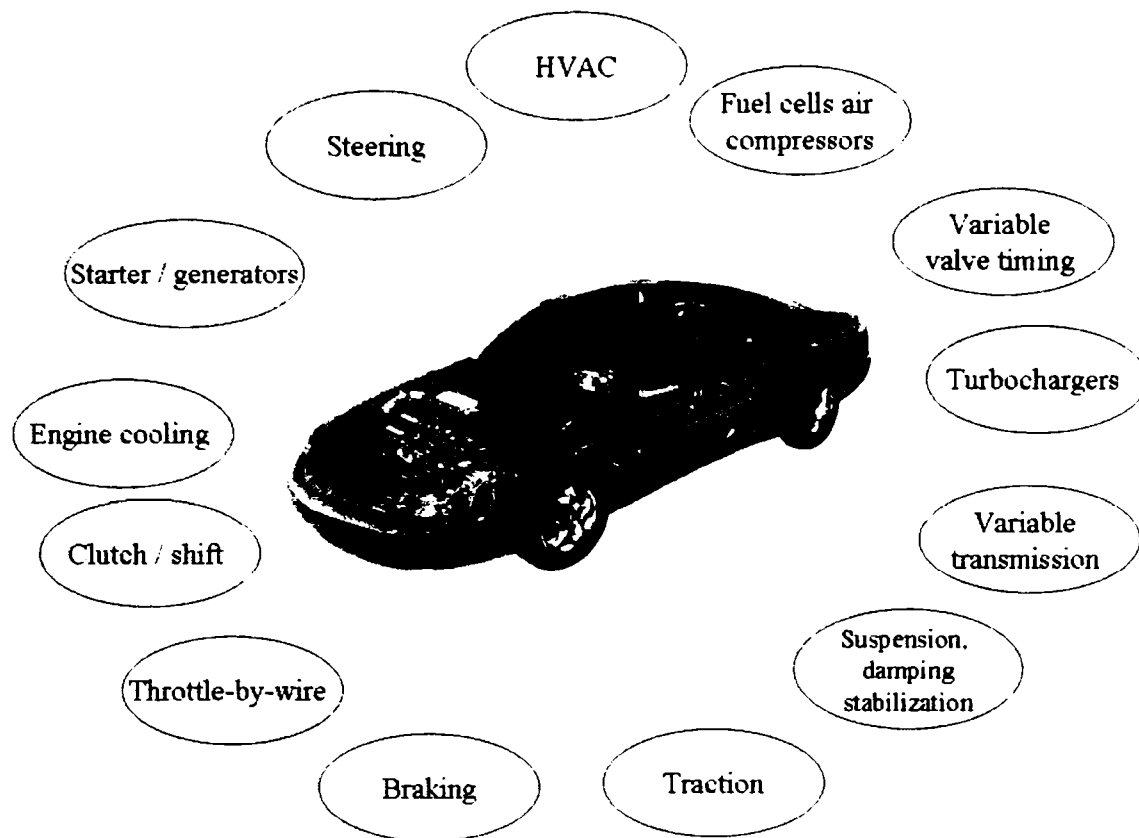 HVAC
Fuel cells air
compressors
Steering
Variable
valve timing
Starter / generators
Turbochargers
Engine cooling
Variable
transmission
Clutch / shift
Suspension,
damping
stabilization
Throttle-by-wire
Traction
Braking